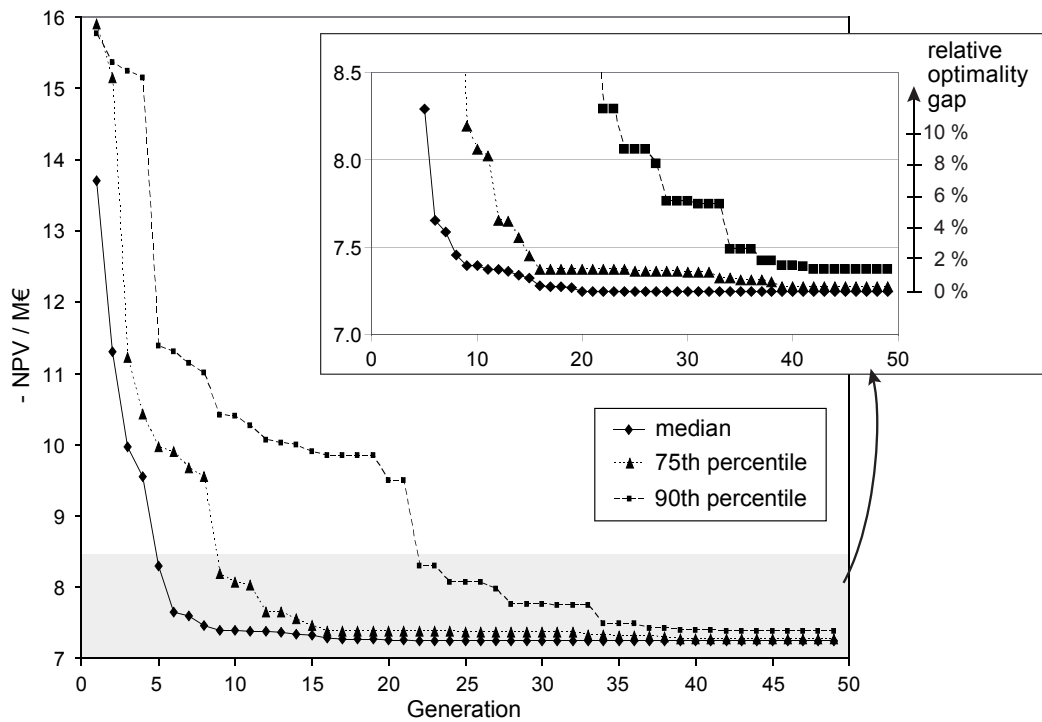 16
15
14
13
12
11
10
9
8
7
- NPV / M€
0 5 10 15 20 25 30 35 40 45 50
Generation
8.5
8.0
7.5
7.0
0 10 20 30 40 50
relative
optimality
gap
10 %
8 %
6 %
4 %
2 %
0 %
median
75th percentile
90th percentile